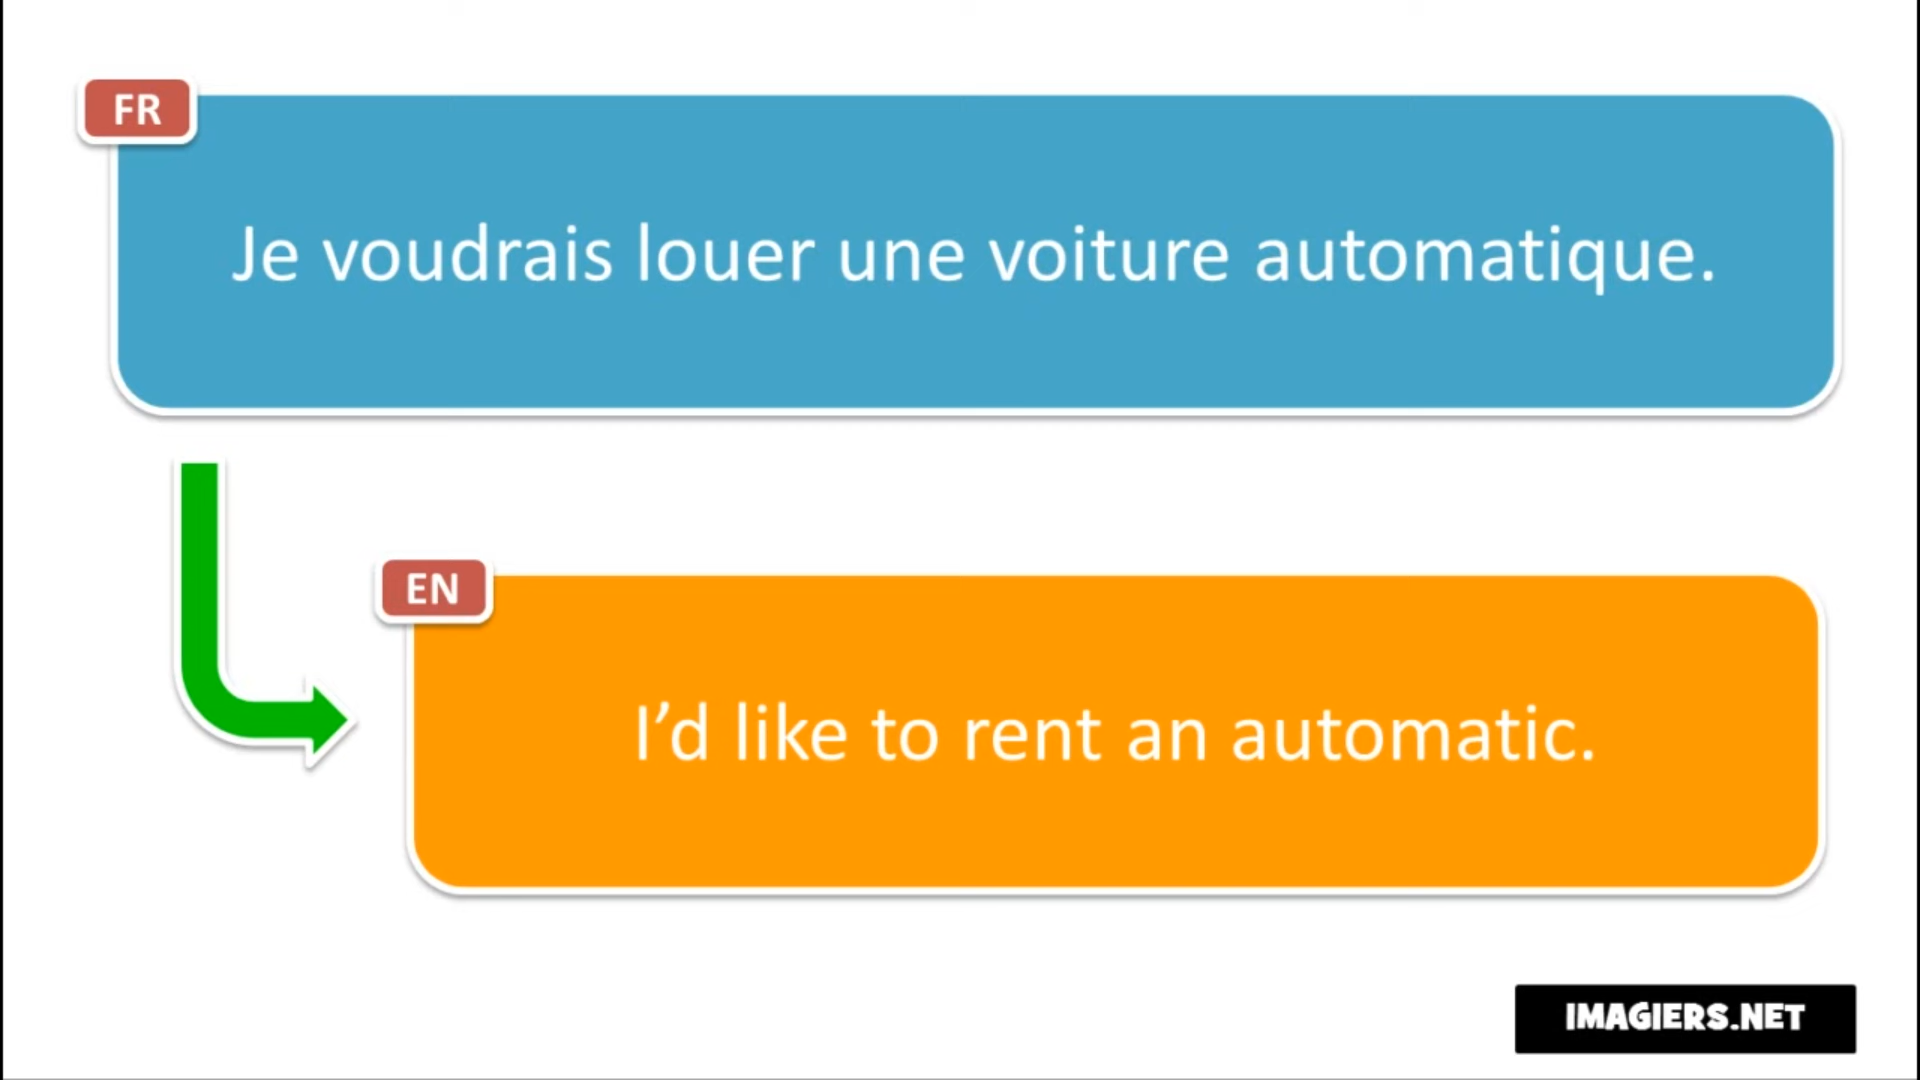 FR
Je voudrais louer une voiture automatique.
EN
I’d like to rent an automatic.
IMAGIERS.NET